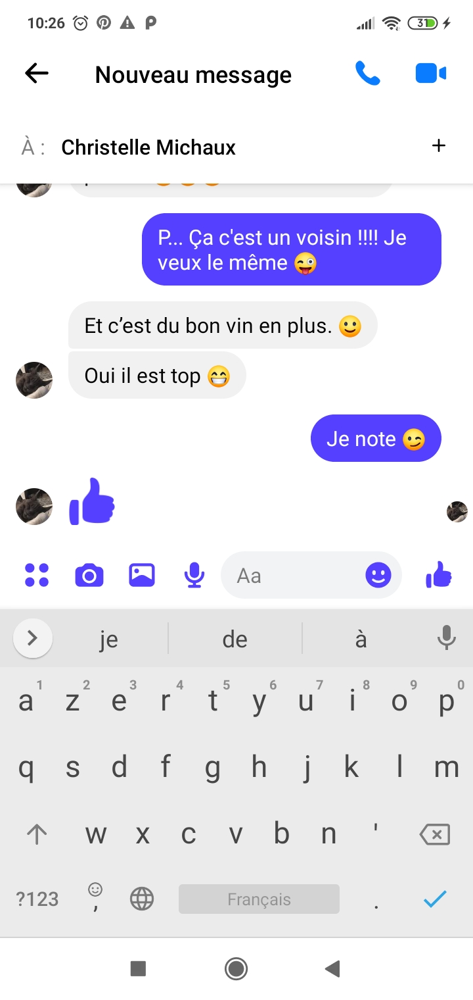 10:26
31
Nouveau message
À :
Christelle Michaux
+
P... Ça c'est un voisin !!!! Je
veux le même 😜
Et c’est du bon vin en plus. 🙂
Oui il est top 😁
Je note 😉
Aa
je de à
a1 z2 e3 r4 t5 y6 u7 i8 o9 p0
q s d f g h j k l m
w x c v b n '
?123 , Français .